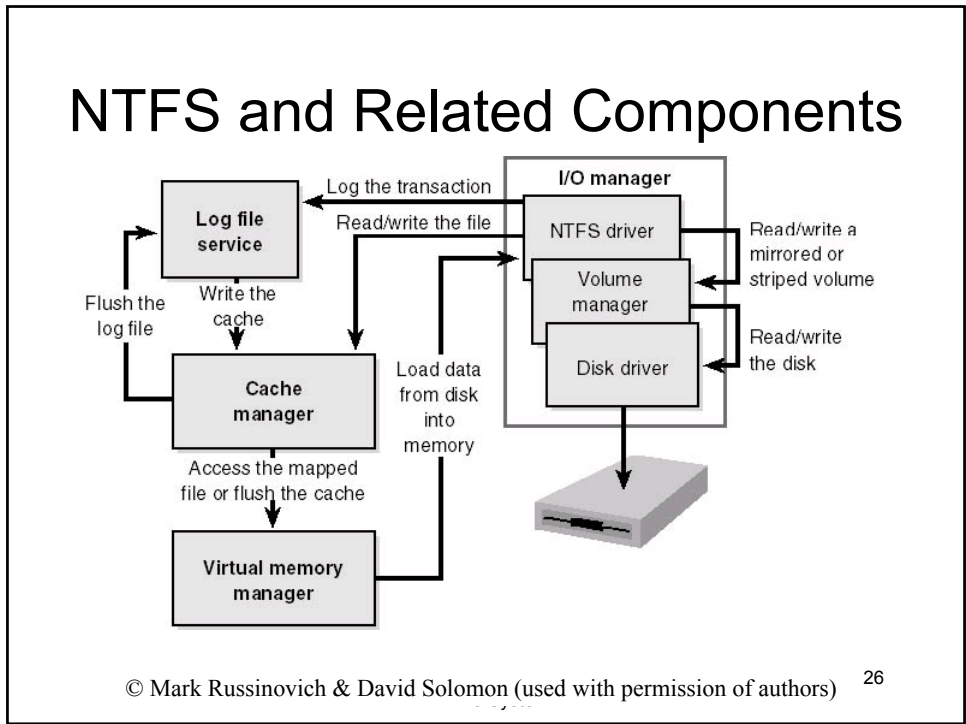 NTFS and Related Components
I/O manager
Log the transaction
Log file
service
Read/write the file
NTFS driver
Read/write a
mirrored or
striped volume
Volume
manager
Write the
cache
Flush the
log file
Read/write
the disk
Disk driver
Load data
from disk
into
memory
Cache
manager
Access the mapped
file or flush the cache
Virtual memory
manager
© Mark Russinovich & David Solomon (used with permission of authors)
26